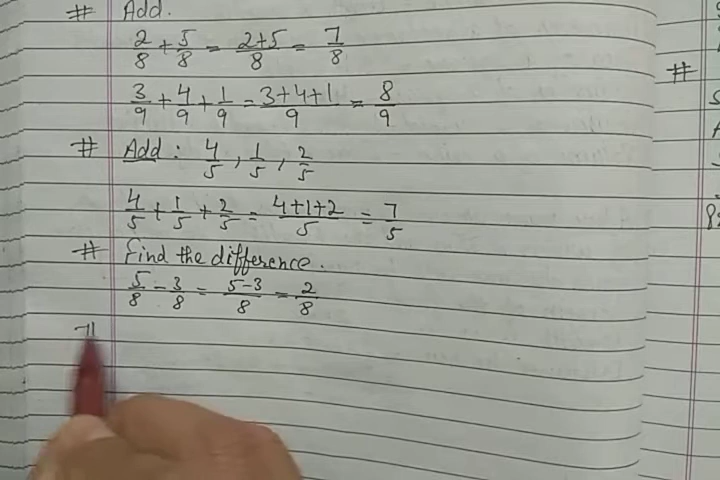 # Add.
2/8 + 5/8 = 2+5/8 = 7/8
3/9 + 4/9 + 1/9 = 3+4+1/9 = 8/9
# Add : 4/5 , 1/5 , 2/5
4/5 + 1/5 + 2/5 = 4+1+2/5 = 7/5
# Find the difference.
5/8 - 3/8 = 5-3/8 = 2/8
#